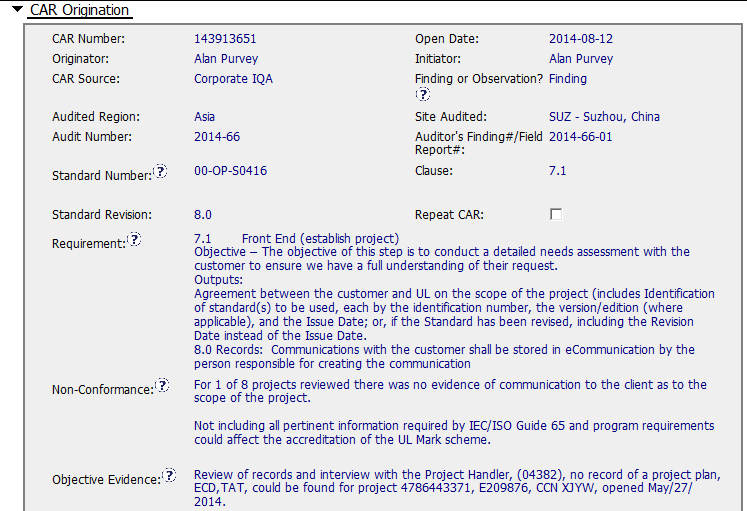 CAR Origination
CAR Number: 143913651 Open Date: 2014-08-12
Originator: Alan Purvey Initiator: Alan Purvey
CAR Source: Corporate IQA Finding or Observation? Finding
?
Audited Region: Asia Site Audited: SUZ - Suzhou, China
Audit Number: 2014-66 Auditor's Finding#/Field 2014-66-01
Report#:
Standard Number: ? 00-OP-S0416 Clause: 7.1
Standard Revision: 8.0 Repeat CAR:
Requirement: ? 7.1 Front End (establish project)
Objective – The objective of this step is to conduct a detailed needs assessment with the
customer to ensure we have a full understanding of their request.
Outputs:
Agreement between the customer and UL on the scope of the project (includes Identification
of standard(s) to be used, each by the identification number, the version/edition (where
applicable), and the Issue Date; or, if the Standard has been revised, including the Revision
Date instead of the Issue Date.
8.0 Records: Communications with the customer shall be stored in eCommunication by the
person responsible for creating the communication
Non-Conformance: ? For 1 of 8 projects reviewed there was no evidence of communication to the client as to the
scope of the project.
Not including all pertinent information required by IEC/ISO Guide 65 and program requirements
could affect the accreditation of the UL Mark scheme.
Objective Evidence: ? Review of records and interview with the Project Handler, (04382), no record of a project plan,
ECD,TAT, could be found for project 4786443371, E209876, CCN XJYW, opened May/27/
2014.